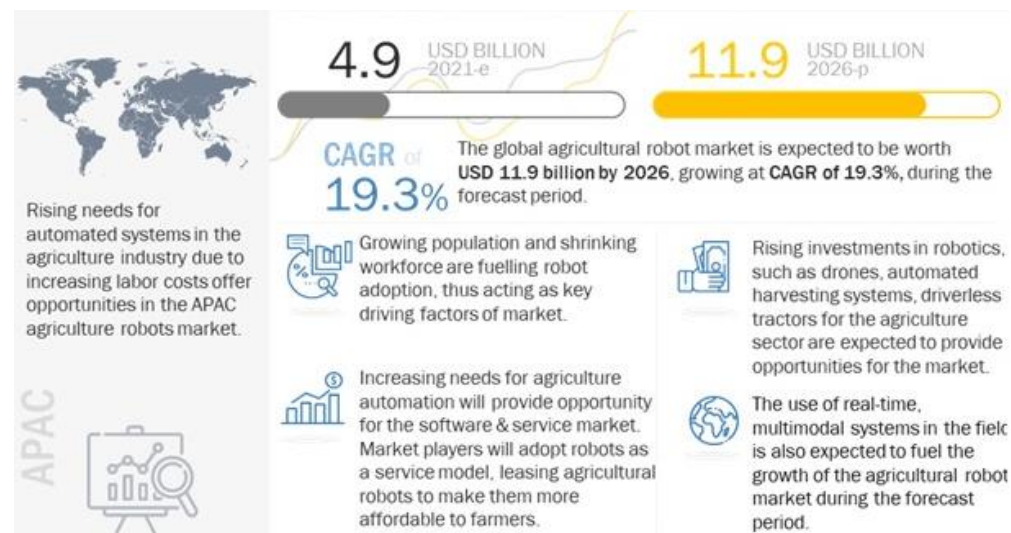 4.9
USD BILLION
2021-e
11.9
USD BILLION
2026-p
CAGR of
19.3%
The global agricultural robot market is expected to be worth
USD 11.9 billion by 2026, growing at CAGR of 19.3%, during the
forecast period.
Rising needs for
automated systems in the
agriculture industry due to
increasing labor costs offer
opportunities in the APAC
agriculture robots market.
APAC
Growing population and shrinking
workforce are fuelling robot
adoption, thus acting as key
driving factors of market.
Increasing needs for agriculture
automation will provide opportunity
for the software & service market.
Market players will adopt robots as
a service model, leasing agricultural
robots to make them more
affordable to farmers.
Rising investments in robotics,
such as drones, automated
harvesting systems, driverless
tractors for the agriculture
sector are expected to provide
opportunities for the market.
The use of real-time,
multimodal systems in the field
is also expected to fuel the
growth of the agricultural robot
market during the forecast
period.